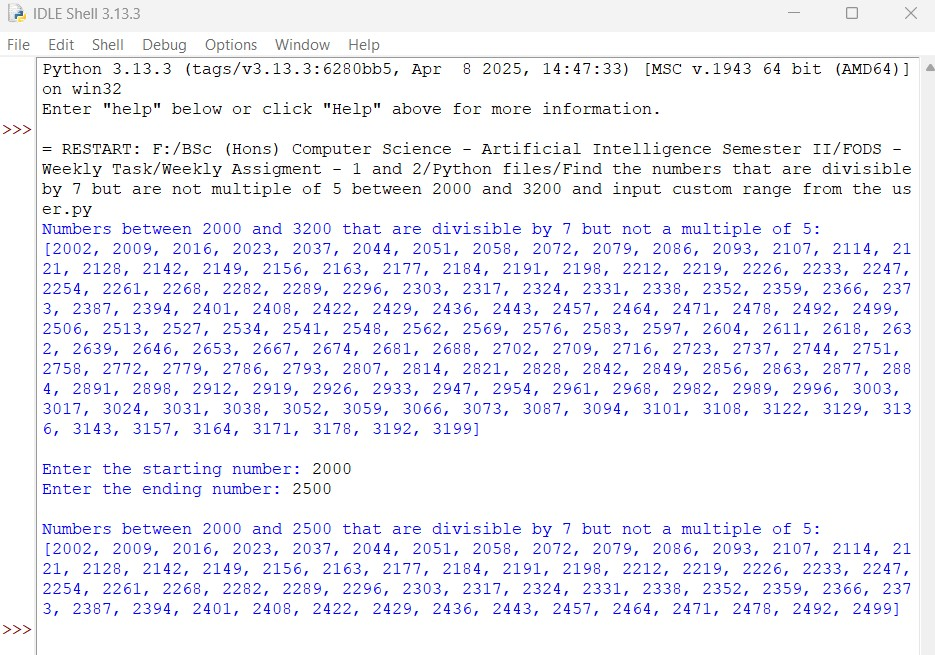 IDLE Shell 3.13.3
File Edit Shell Debug Options Window Help
Python 3.13.3 (tags/v3.13.3:6280bb5, Apr  8 2025, 14:47:33) [MSC v.1943 64 bit (AMD64)]
on win32
Enter "help" below or click "Help" above for more information.
>>>
= RESTART: F:/BSc (Hons) Computer Science - Artificial Intelligence Semester II/FODS -
Weekly Task/Weekly Assigment - 1 and 2/Python files/Find the numbers that are divisible
by 7 but are not multiple of 5 between 2000 and 3200 and input custom range from the us
er.py
Numbers between 2000 and 3200 that are divisible by 7 but not a multiple of 5:
[2002, 2009, 2016, 2023, 2037, 2044, 2051, 2058, 2072, 2079, 2086, 2093, 2107, 2114, 21
21, 2128, 2142, 2149, 2156, 2163, 2177, 2184, 2191, 2198, 2212, 2219, 2226, 2233, 2247,
2254, 2261, 2268, 2282, 2289, 2296, 2303, 2317, 2324, 2331, 2338, 2352, 2359, 2366, 237
3, 2387, 2394, 2401, 2408, 2422, 2429, 2436, 2443, 2457, 2464, 2471, 2478, 2492, 2499,
2506, 2513, 2527, 2534, 2541, 2548, 2562, 2569, 2576, 2583, 2597, 2604, 2611, 2618, 263
2, 2639, 2646, 2653, 2667, 2674, 2681, 2688, 2702, 2709, 2716, 2723, 2737, 2744, 2751,
2758, 2772, 2779, 2786, 2793, 2807, 2814, 2821, 2828, 2842, 2849, 2856, 2863, 2877, 288
4, 2891, 2898, 2912, 2919, 2926, 2933, 2947, 2954, 2961, 2968, 2982, 2989, 2996, 3003,
3017, 3024, 3031, 3038, 3052, 3059, 3066, 3073, 3087, 3094, 3101, 3108, 3122, 3129, 313
6, 3143, 3157, 3164, 3171, 3178, 3192, 3199]
Enter the starting number: 2000
Enter the ending number: 2500
Numbers between 2000 and 2500 that are divisible by 7 but not a multiple of 5:
[2002, 2009, 2016, 2023, 2037, 2044, 2051, 2058, 2072, 2079, 2086, 2093, 2107, 2114, 21
21, 2128, 2142, 2149, 2156, 2163, 2177, 2184, 2191, 2198, 2212, 2219, 2226, 2233, 2247,
2254, 2261, 2268, 2282, 2289, 2296, 2303, 2317, 2324, 2331, 2338, 2352, 2359, 2366, 237
3, 2387, 2394, 2401, 2408, 2422, 2429, 2436, 2443, 2457, 2464, 2471, 2478, 2492, 2499]
>>>